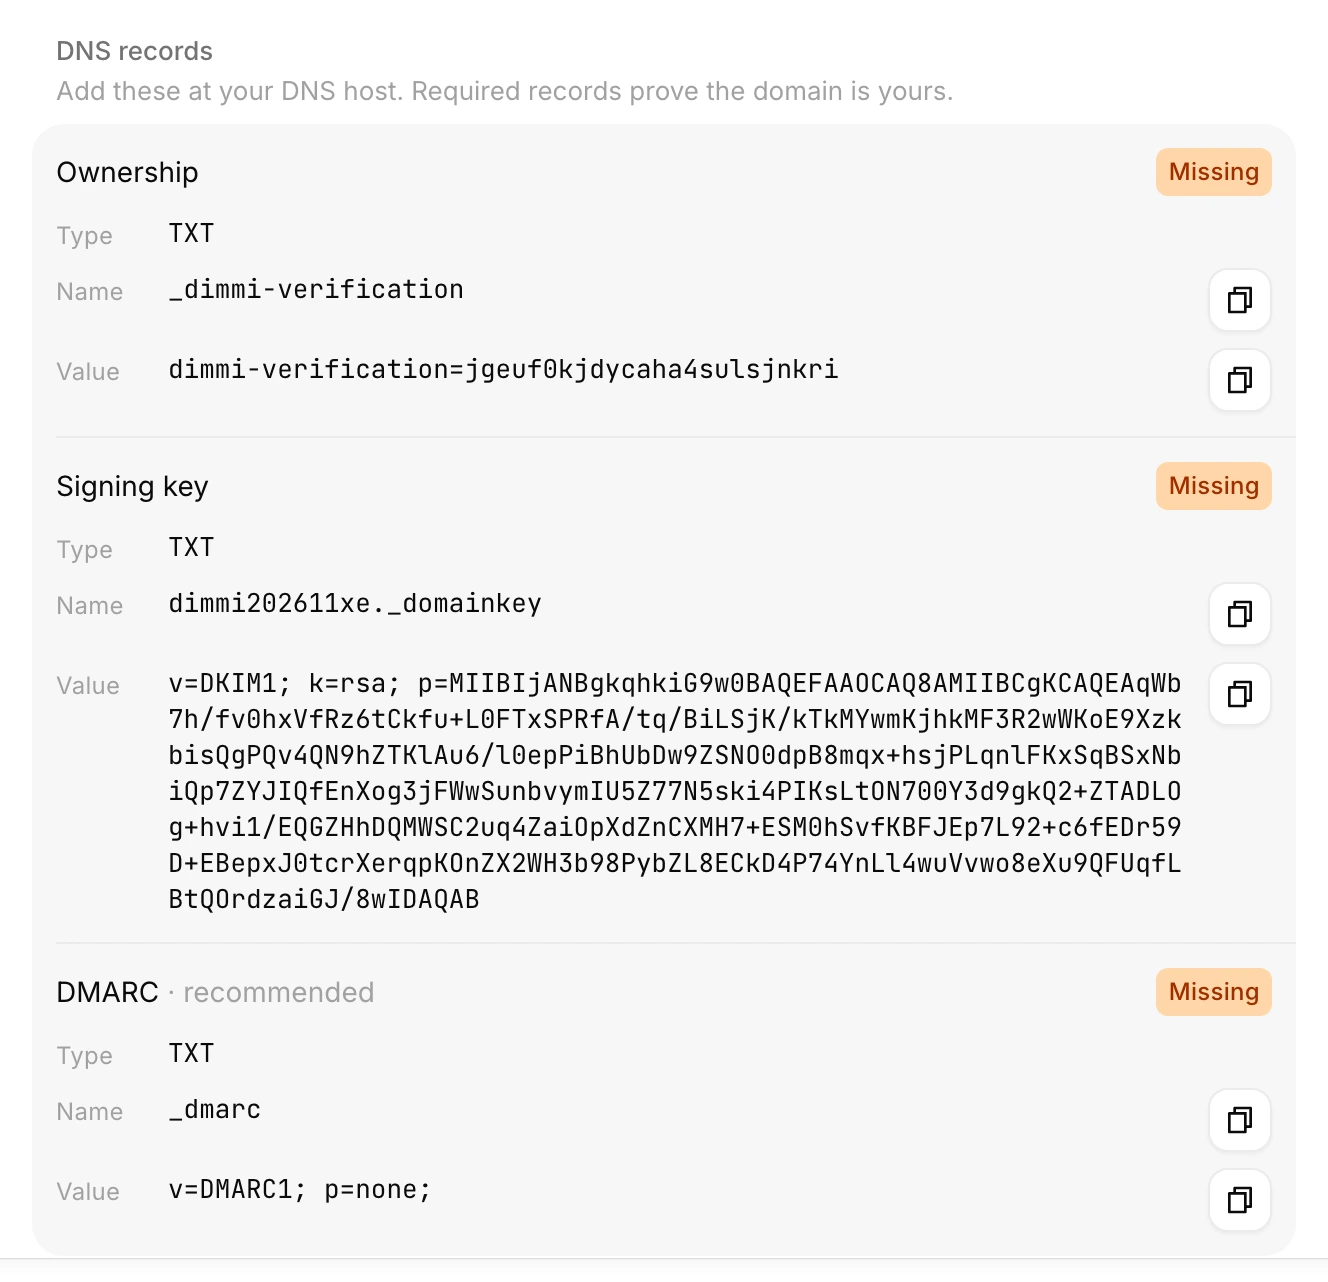 DNS records
Add these at your DNS host. Required records prove the domain is yours.
Ownership
Missing
Type TXT
Name _dimmi-verification
Value dimmi-verification=jgeuf0kjdycaha4sulsjnkri
Signing key
Missing
Type TXT
Name dimmi202611xe._domainkey
Value v=DKIM1; k=rsa; p=MIIBIjANBgkqhkiG9w0BAQEFAAOCAQ8AMIIBCgKCAQEAqWb
7h/fv0hxVfRz6tCkfu+L0FTxSPRfA/tq/BiLSjK/kTkMYwmKjhkMF3R2wWKoE9Xzk
bisQgPQv4QN9hZTKlAu6/l0epPiBhUbDw9ZSNO0dpB8mqx+hsjPLqnlFKxSqBSxNb
iQp7ZYJIQfEnXog3jFWwSunbvymIU5Z77N5ski4PIKsLtON700Y3d9gkQ2+ZTADLO
g+hvi1/EQGZHhDQMWSC2uq4ZaiOpXdZnCXMH7+ESM0hSvfKBFJEp7L92+c6fEDr59
D+EBepxJ0tcrXerqpKOnZX2WH3b98PybZL8ECkD4P74YnLl4wuVvwo8eXu9QFUqfL
BtQOrdzaiGJ/8wIDAQAB
DMARC · recommended
Missing
Type TXT
Name _dmarc
Value v=DMARC1; p=none;